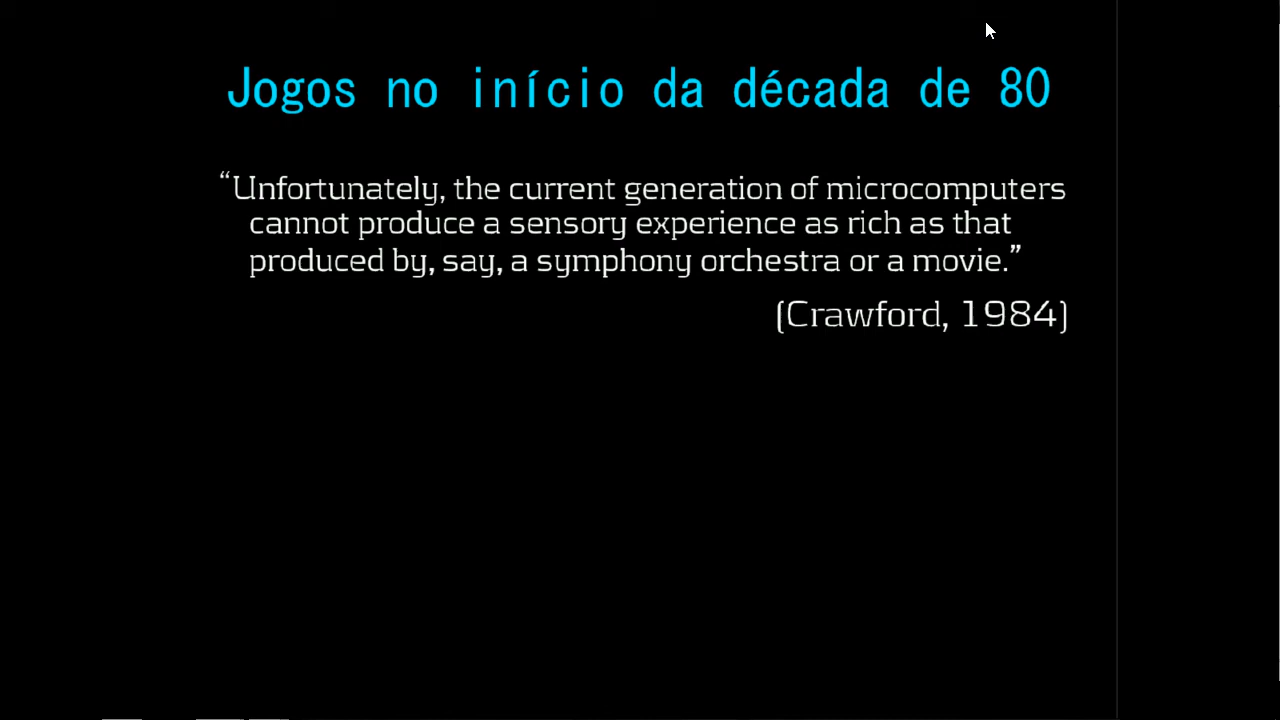 Jogos no início da década de 80
“Unfortunately, the current generation of microcomputers
cannot produce a sensory experience as rich as that
produced by, say, a symphony orchestra or a movie.”
(Crawford, 1984)